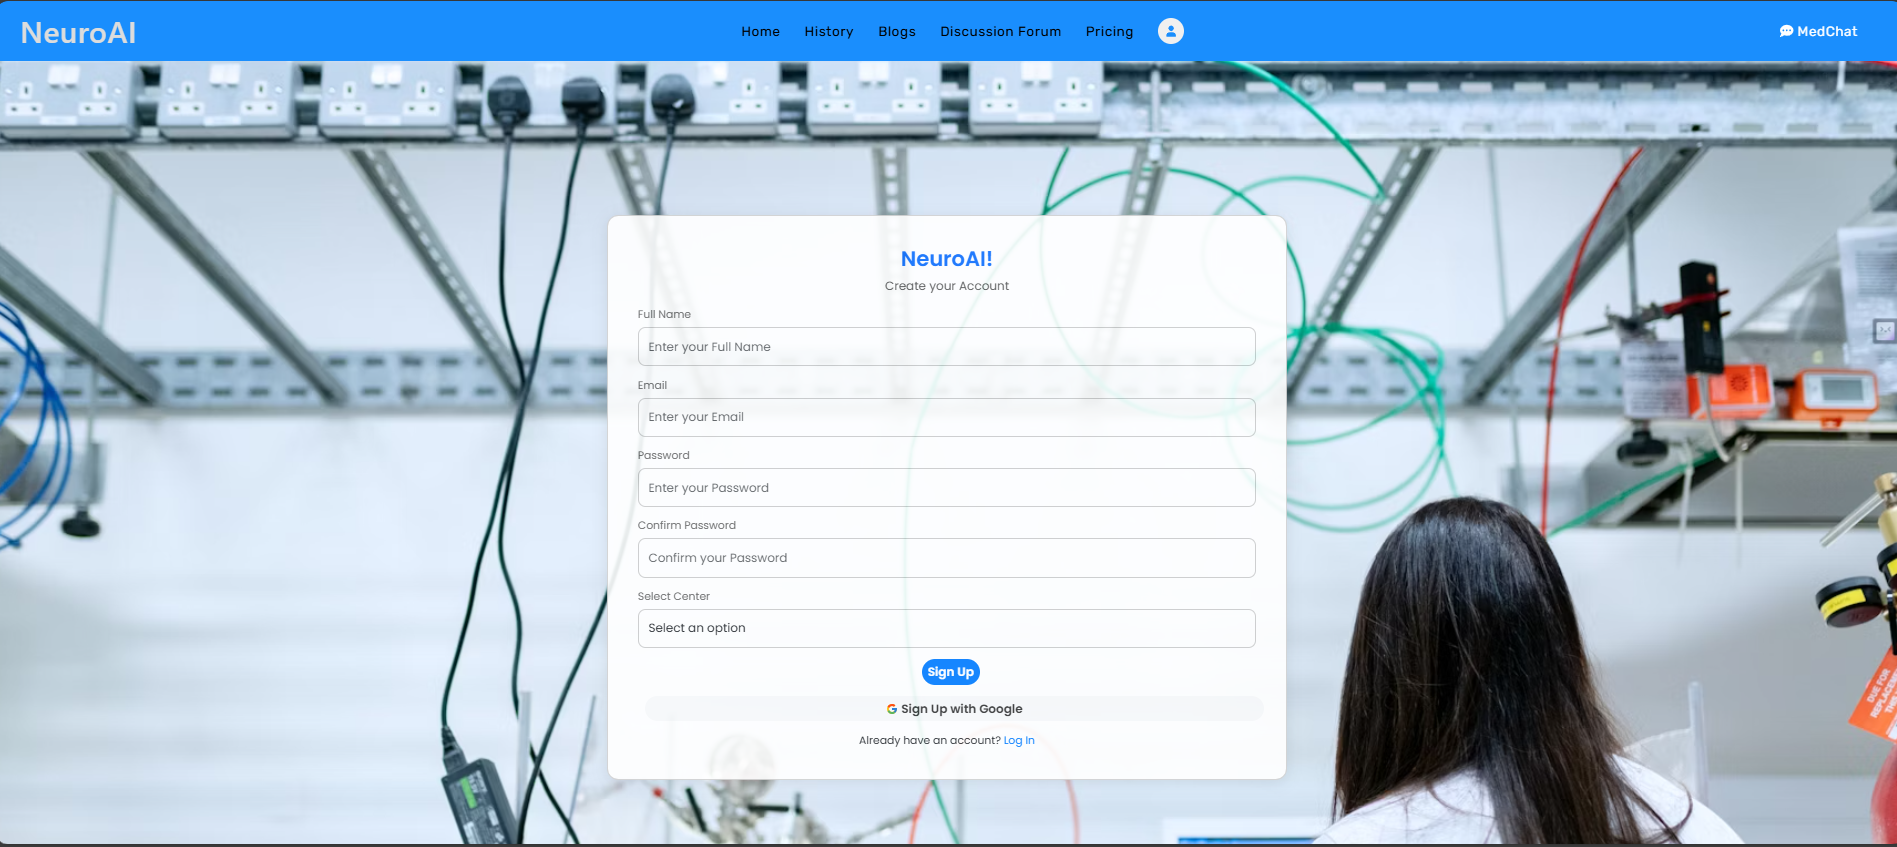 NeuroAI
Home History Blogs Discussion Forum Pricing
MedChat
NeuroAI!
Create your Account
Full Name
Enter your Full Name
Email
Enter your Email
Password
Enter your Password
Confirm Password
Confirm your Password
Select Center
Select an option
Sign Up
Sign Up with Google
Already have an account? Log In
DUE FOR